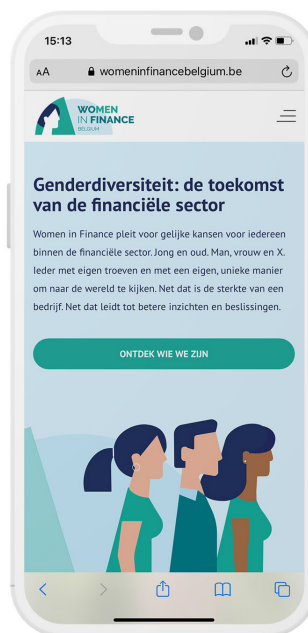 15:13
AA
womeninfinancebelgium.be
WOMEN
IN FINANCE
BELGIUM
Genderdiversiteit: de toekomst
van de financiële sector
Women in Finance pleit voor gelijke kansen voor iedereen
binnen de financiële sector. Jong en oud. Man, vrouw en X.
Ieder met eigen troeven en met een eigen, unieke manier
om naar de wereld te kijken. Net dat is de sterkte van een
bedrijf. Net dat leidt tot betere inzichten en beslissingen.
ONTDEK WIE WE ZIJN